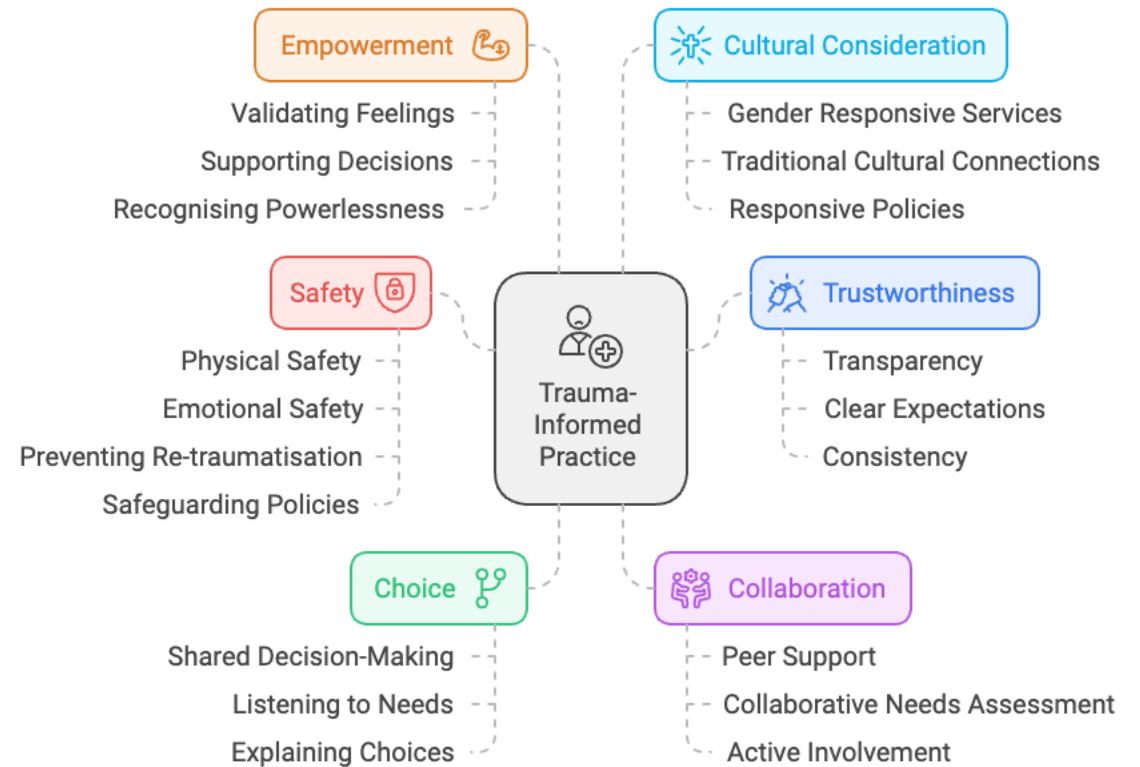 Empowerment
Validating Feelings
Supporting Decisions
Recognising Powerlessness
Cultural Consideration
Gender Responsive Services
Traditional Cultural Connections
Responsive Policies
Safety
Physical Safety
Emotional Safety
Preventing Re-traumatisation
Safeguarding Policies
Trauma-
Informed
Practice
Trustworthiness
Transparency
Clear Expectations
Consistency
Choice
Shared Decision-Making
Listening to Needs
Explaining Choices
Collaboration
Peer Support
Collaborative Needs Assessment
Active Involvement